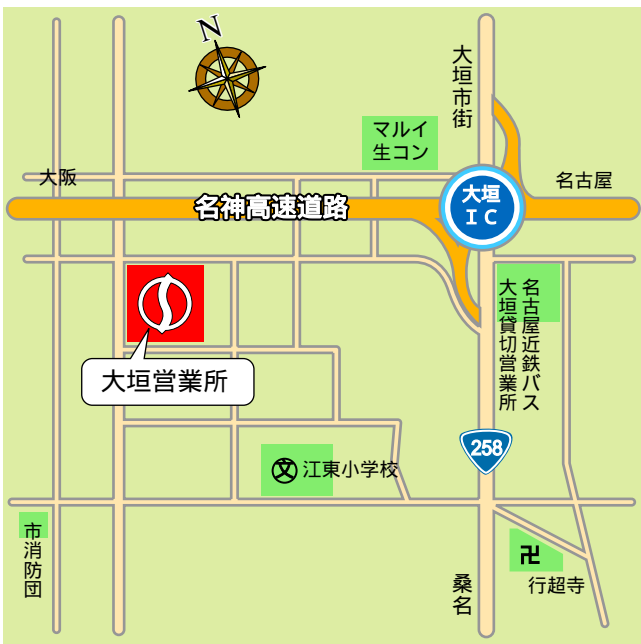 N
大垣市街
マルイ
生コン
大阪
名古屋
名神高速道路
大垣
IC
名古屋近鉄バス
大垣貸切営業所
大垣営業所
258
文
江東小学校
市消防団
卍
行超寺
桑名